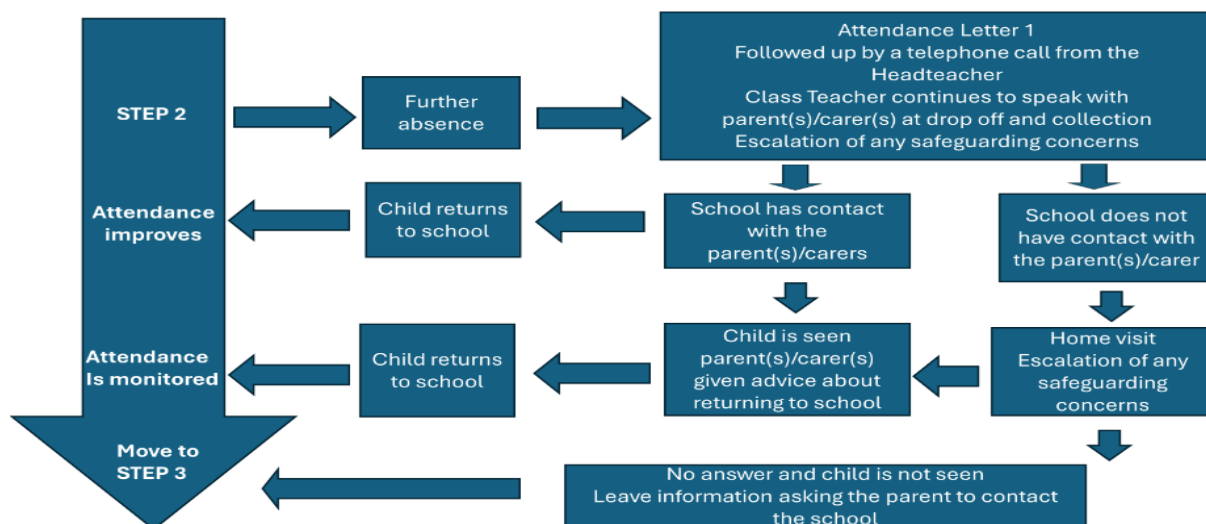 Attendance Letter 1
Followed up by a telephone call from the
Headteacher
Class Teacher continues to speak with
parent(s)/carer(s) at drop off and collection
Escalation of any safeguarding concerns
STEP 2
Further
absence
Attendance
improves
Child returns
to school
School has contact
with the
parent(s)/carers
School does not
have contact with
the parent(s)/carer
Attendance
Is monitored
Child returns
to school
Child is seen
parent(s)/carer(s)
given advice about
returning to school
Home visit
Escalation of any
safeguarding
concerns
Move to
STEP 3
No answer and child is not seen
Leave information asking the parent to contact
the school